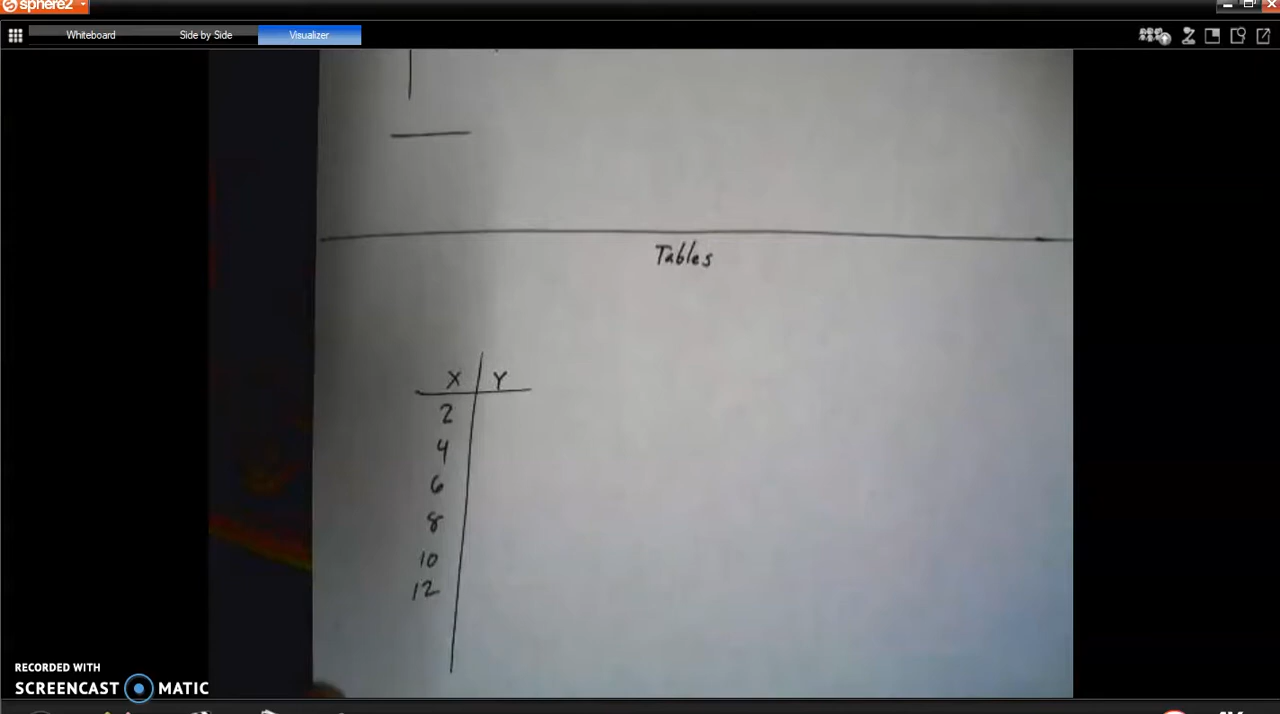 sphere2
Whiteboard Side by Side Visualizer
Tables
X Y
2
4
6
8
10
12
RECORDED WITH
SCREENCAST MATIC